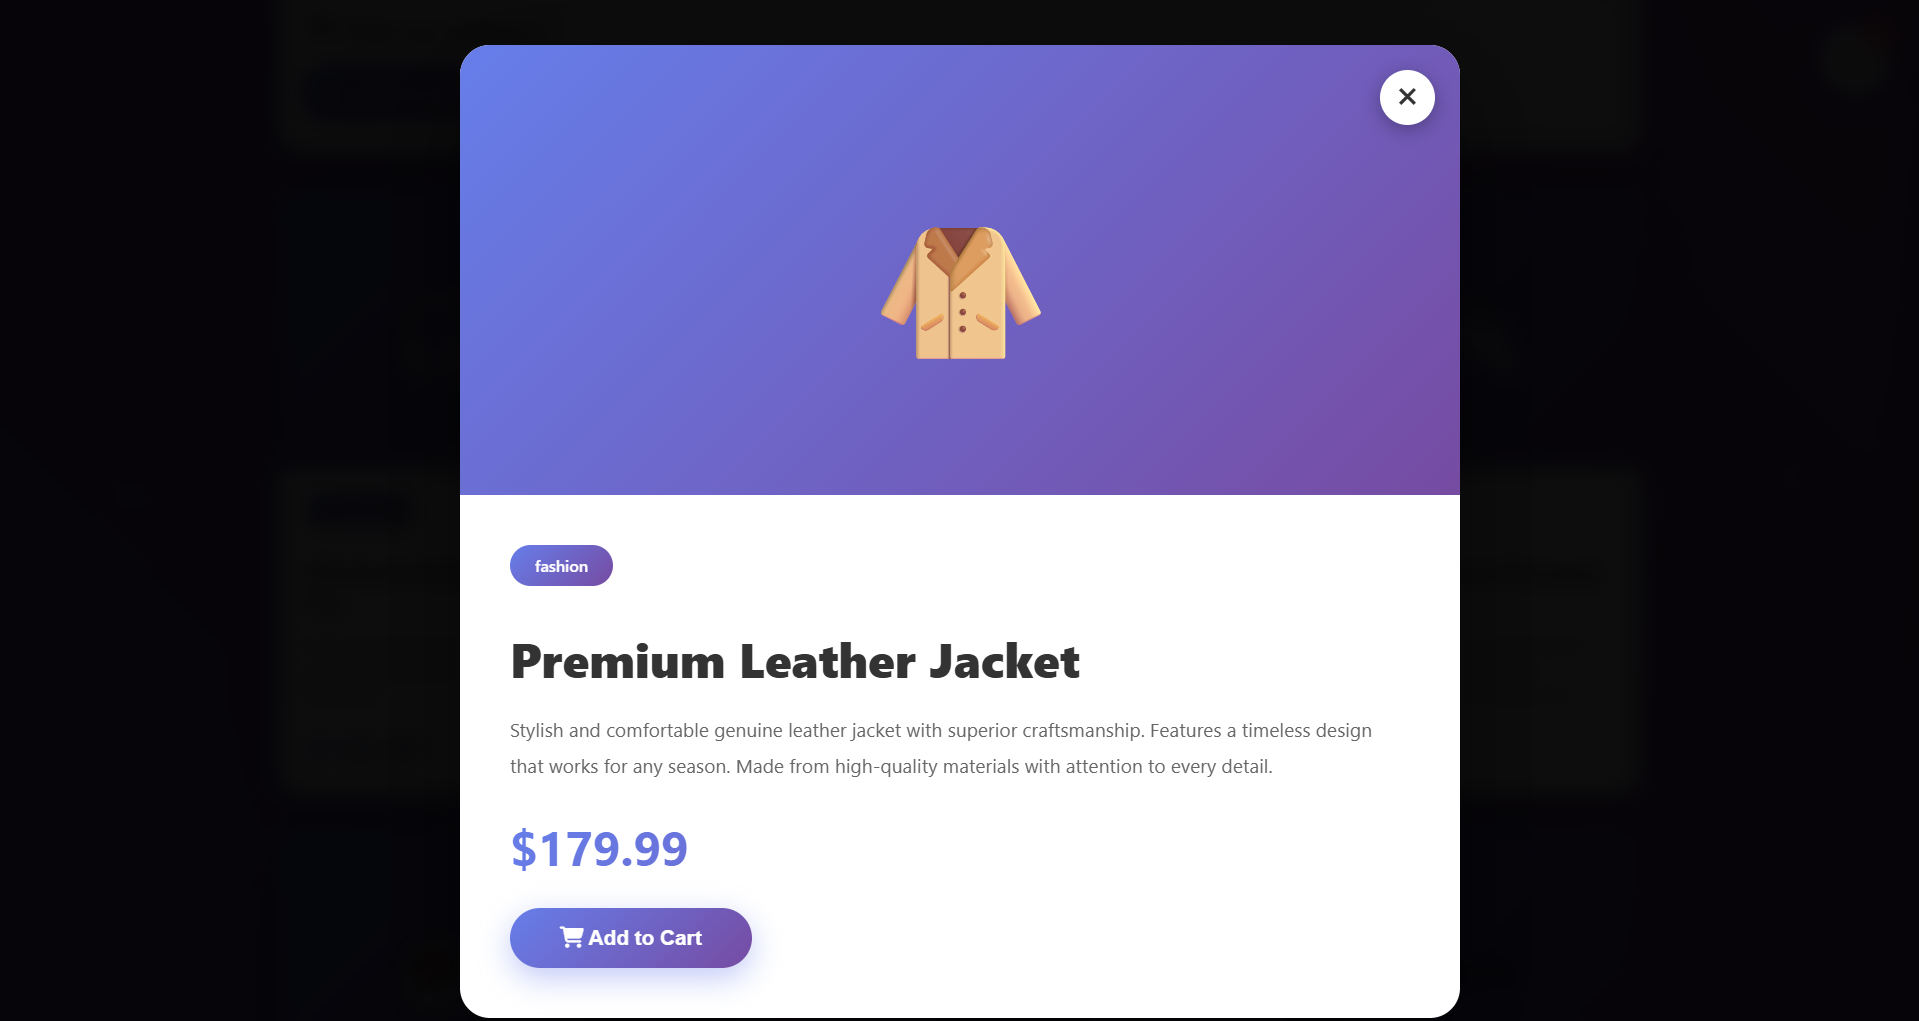 fashion
Premium Leather Jacket
Stylish and comfortable genuine leather jacket with superior craftsmanship. Features a timeless design
that works for any season. Made from high-quality materials with attention to every detail.
$179.99
Add to Cart